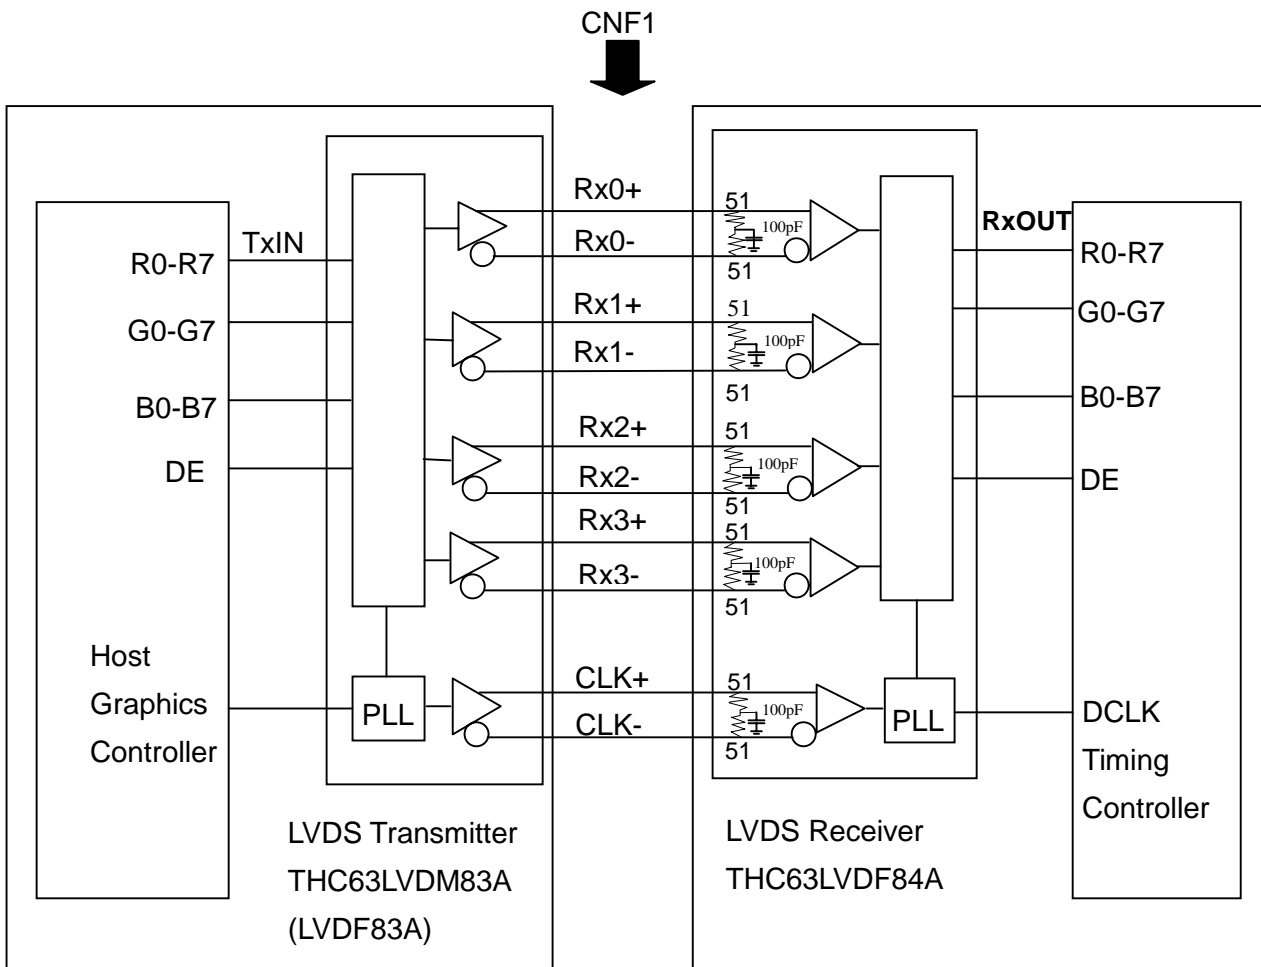 CNF1
TxIN
R0-R7
G0-G7
B0-B7
DE
Host
Graphics
Controller
PLL
LVDS Transmitter
THC63LVDM83A
(LVDF83A)
Rx0+
Rx0-
Rx1+
Rx1-
Rx2+
Rx2-
Rx3+
Rx3-
CLK+
CLK-
51
100pF
51
51
100pF
51
51
100pF
51
51
100pF
51
51
100pF
51
PLL
LVDS Receiver
THC63LVDF84A
RxOUT
R0-R7
G0-G7
B0-B7
DE
DCLK
Timing
Controller